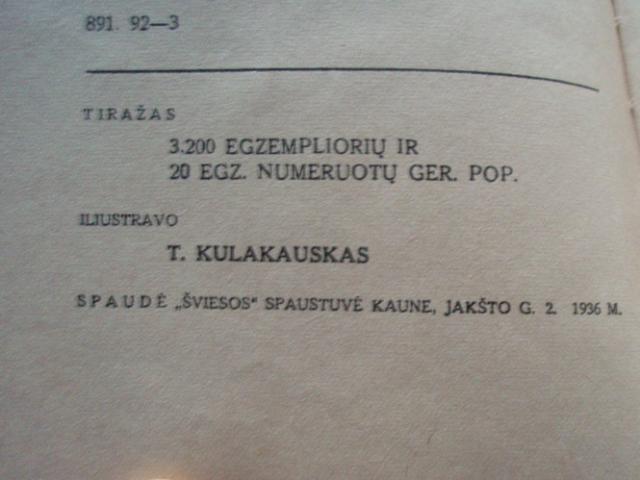 891. 92—3
TIRAŽAS
3.200 EGZEMPLIORIŲ IR
20 EGZ. NUMERUOTŲ GER. POP.
ILIUSTRAVO
T. KULAKAUSKAS
SPAUDĖ „ŠVIESOS“ SPAUSTUVĖ KAUNE, JAKŠTO G. 2. 1936 M.